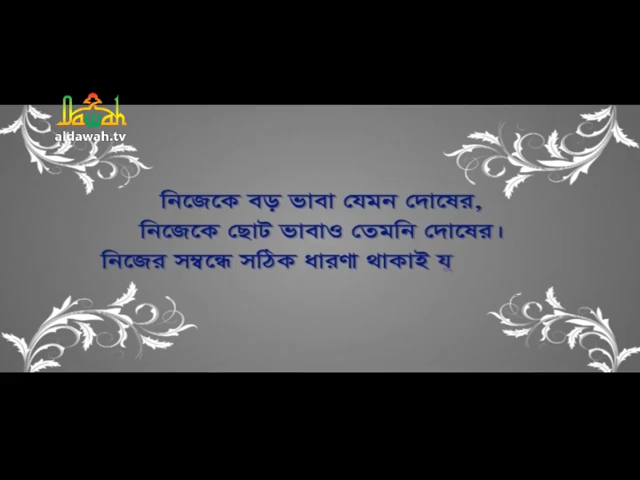 Dawah
aldawah.tv
নিজেকে বড় ভাবা যেমন দোষের,
নিজেকে ছোট ভাবাও তেমনি দোষের।
নিজের সম্বন্ধে সঠিক ধারণা থাকাই য